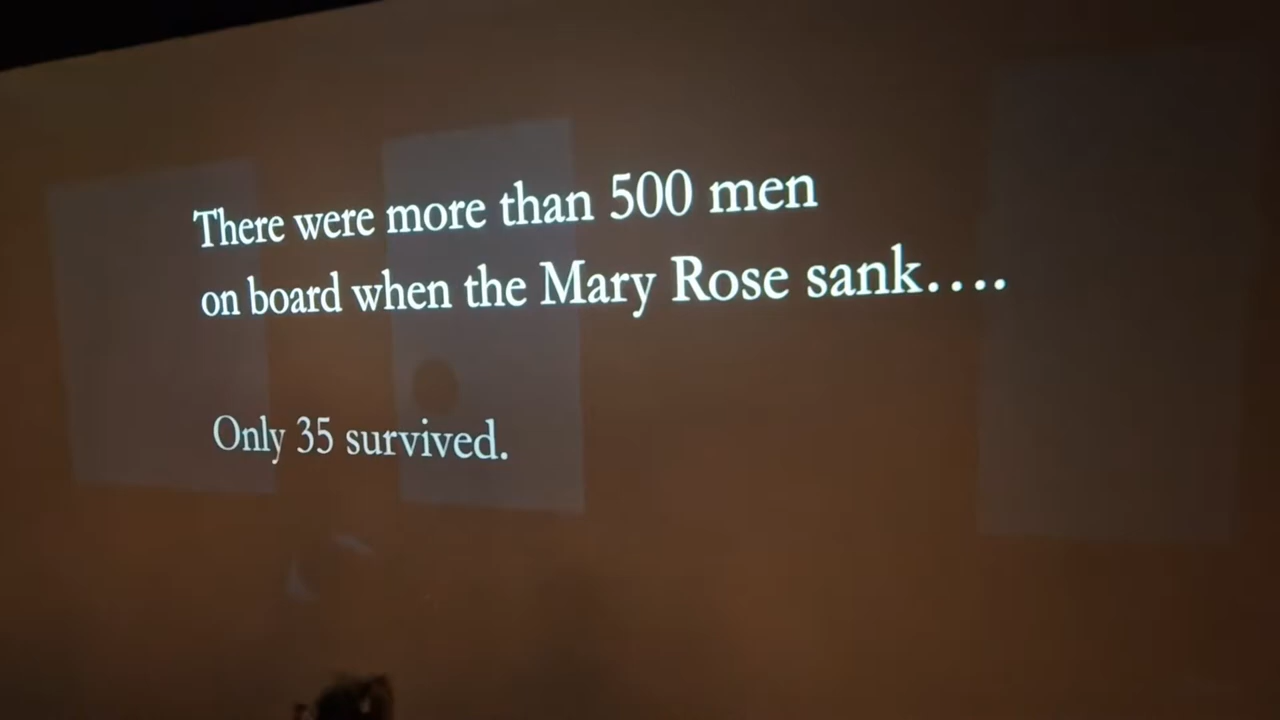 There were more than 500 men
on board when the Mary Rose sank....
Only 35 survived.